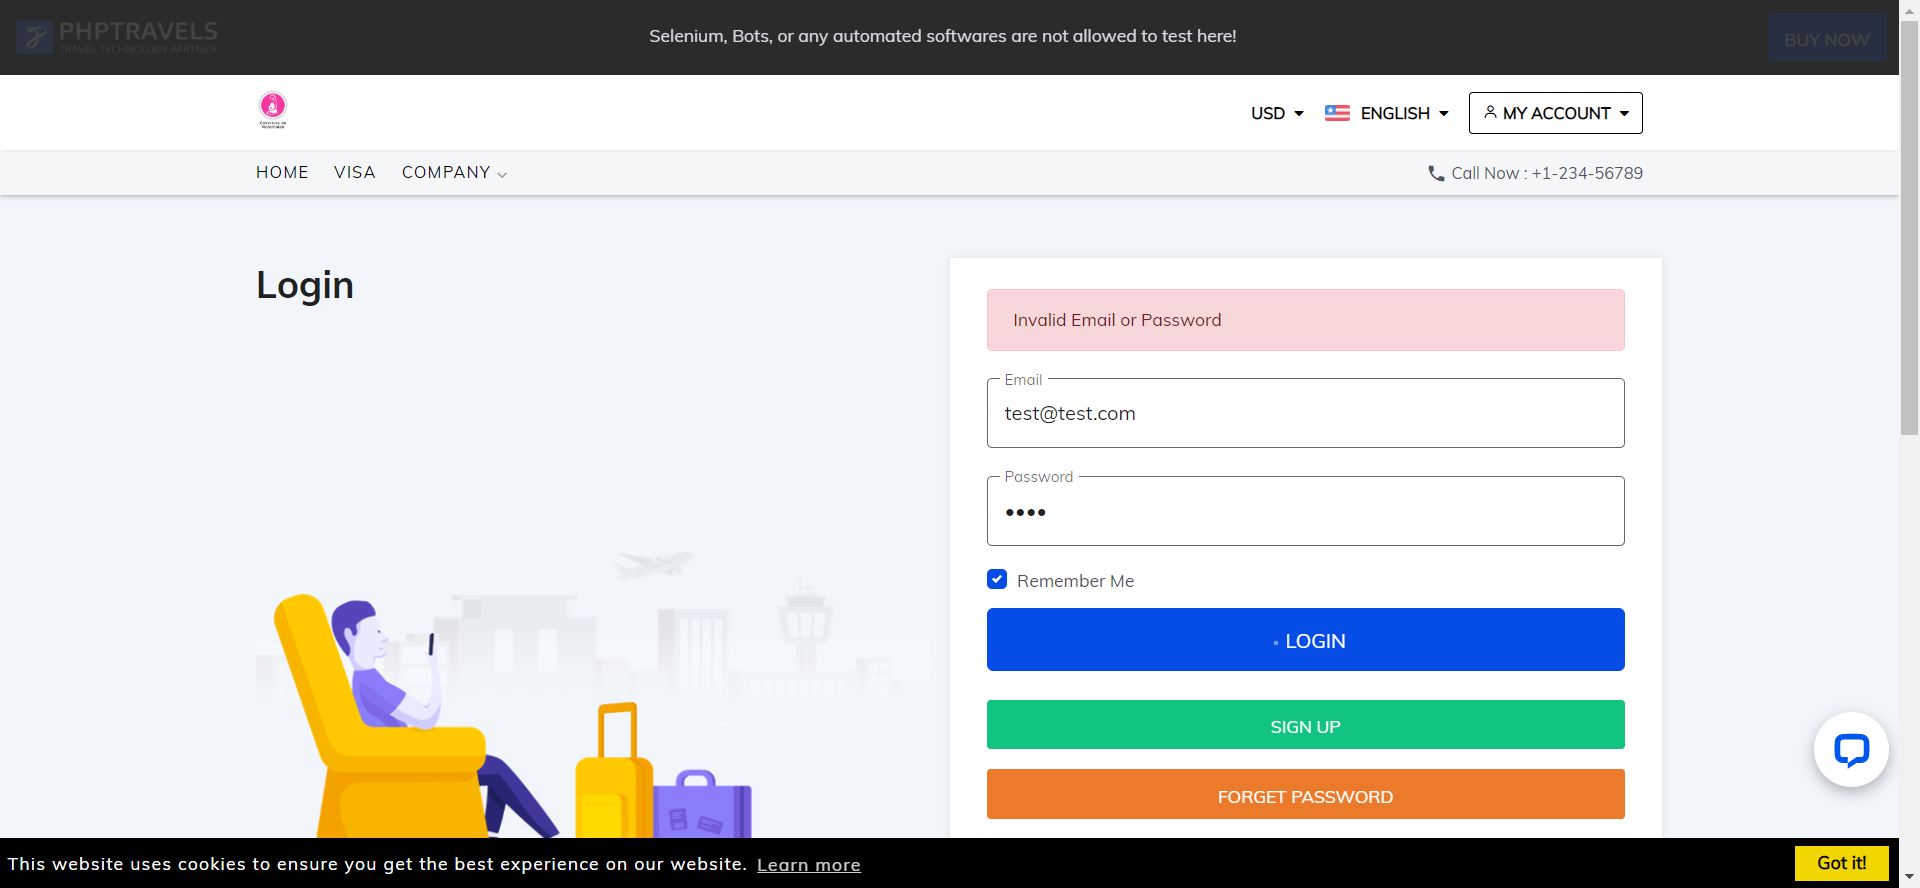 PHPTRAVELS
TRAVEL TECHNOLOGY PARTNER
Selenium, Bots, or any automated softwares are not allowed to test here!
BUY NOW
USD
ENGLISH
MY ACCOUNT
HOME
VISA
COMPANY
Call Now : +1-234-56789
Login
Invalid Email or Password
Email
test@test.com
Password
••••
Remember Me
LOGIN
SIGN UP
FORGET PASSWORD
This website uses cookies to ensure you get the best experience on our website. Learn more
Got it!